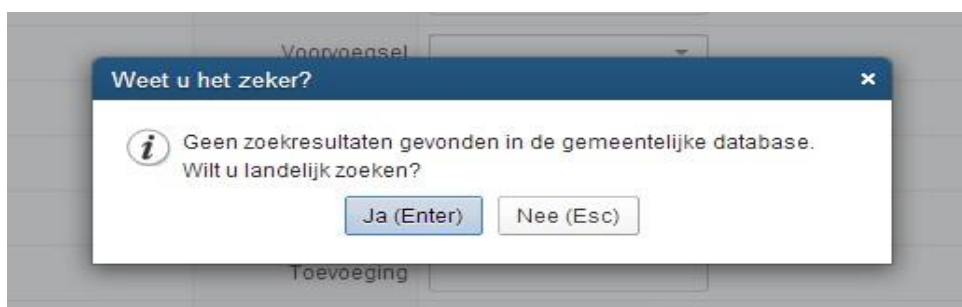 Voorvoegsel
Weet u het zeker?
Geen zoekresultaten gevonden in de gemeentelijke database.
Wilt u landelijk zoeken?
Ja (Enter) Nee (Esc)
Toevoeging